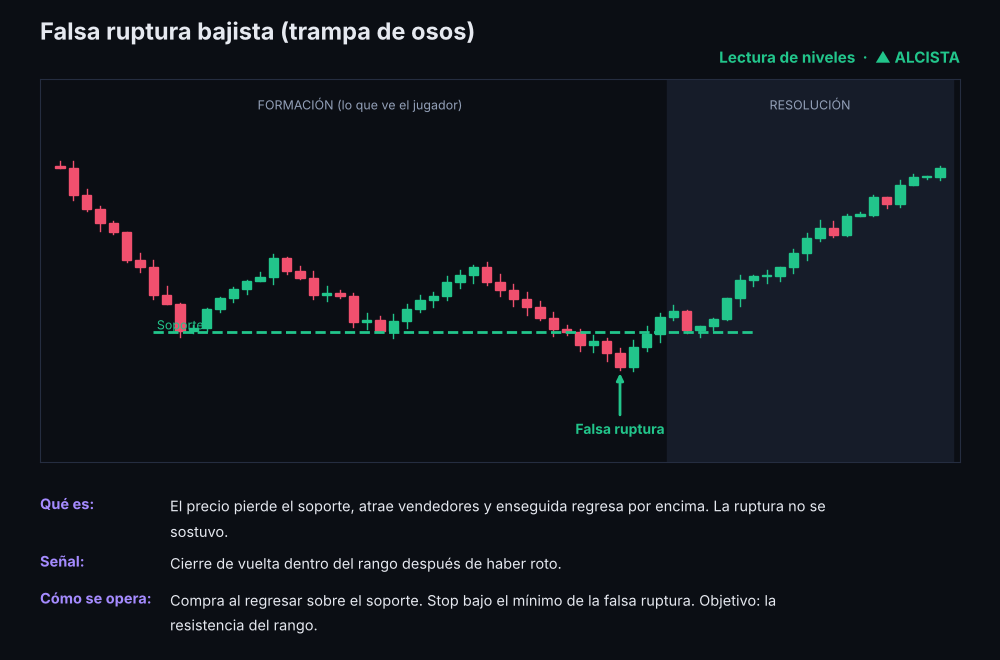 Falsa ruptura bajista (trampa de osos)
Lectura de niveles · ▲ ALCISTA
FORMACIÓN (lo que ve el jugador)
RESOLUCIÓN
Soporte
Falsa ruptura
Qué es:
El precio pierde el soporte, atrae vendedores y enseguida regresa por encima. La ruptura no se
sostuvo.
Señal:
Cierre de vuelta dentro del rango después de haber roto.
Cómo se opera:
Compra al regresar sobre el soporte. Stop bajo el mínimo de la falsa ruptura. Objetivo: la
resistencia del rango.